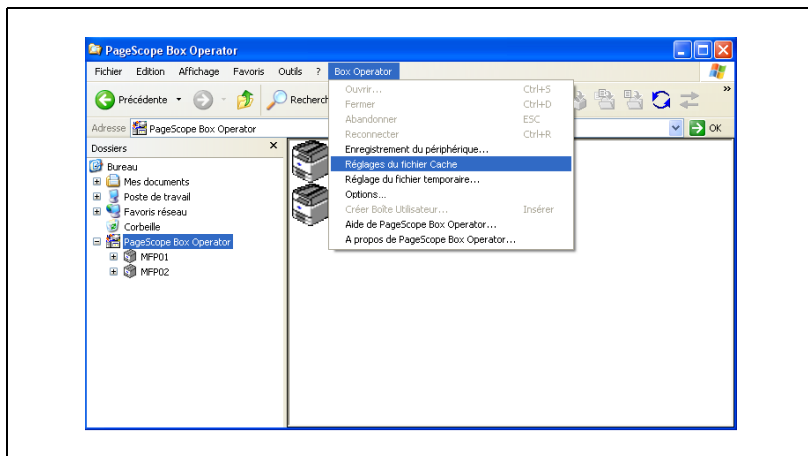 PageScope Box Operator
Fichier Edition Affichage Favoris Outils ? Box Operator
Précédente Recherch »
Adresse PageScope Box Operator OK
Dossiers ×
Bureau
Mes documents
Poste de travail
Favoris réseau
Corbeille
PageScope Box Operator
MFP01
MFP02
Ouvrir... Ctrl+S
Fermer Ctrl+D
Abandonner ESC
Reconnecter Ctrl+R
Enregistrement du périphérique...
Réglages du fichier Cache
Réglage du fichier temporaire...
Options...
Créer Boîte Utilisateur... Insérer
Aide de PageScope Box Operator...
A propos de PageScope Box Operator...